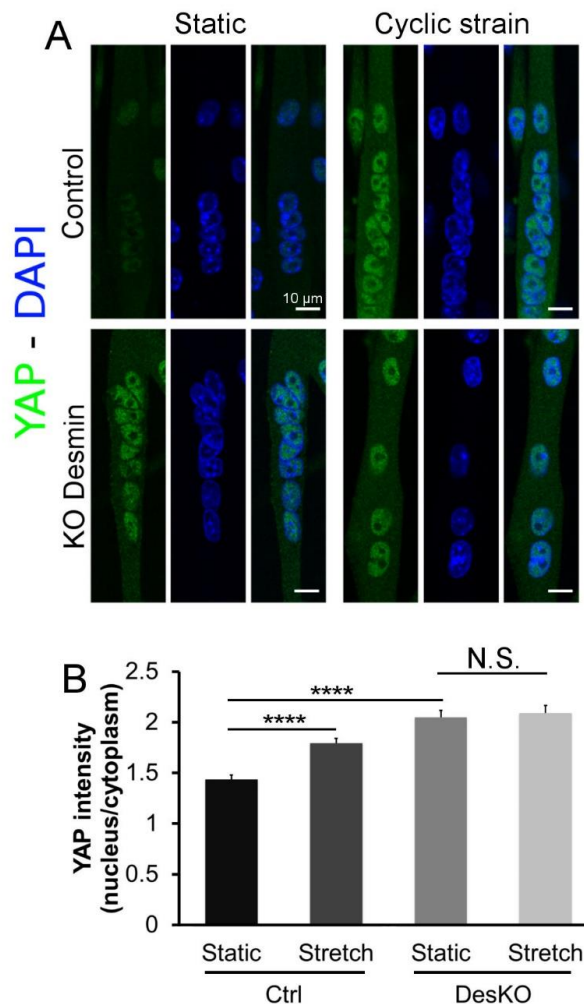 A
Static
Cyclic strain
YAP - DAPI
Control
10 µm
KO Desmin
B
YAP intensity
(nucleus/cytoplasm)
2.5
2
1.5
1
0.5
0
****
****
N.S.
Static
Stretch
Static
Stretch
Ctrl
DesKO